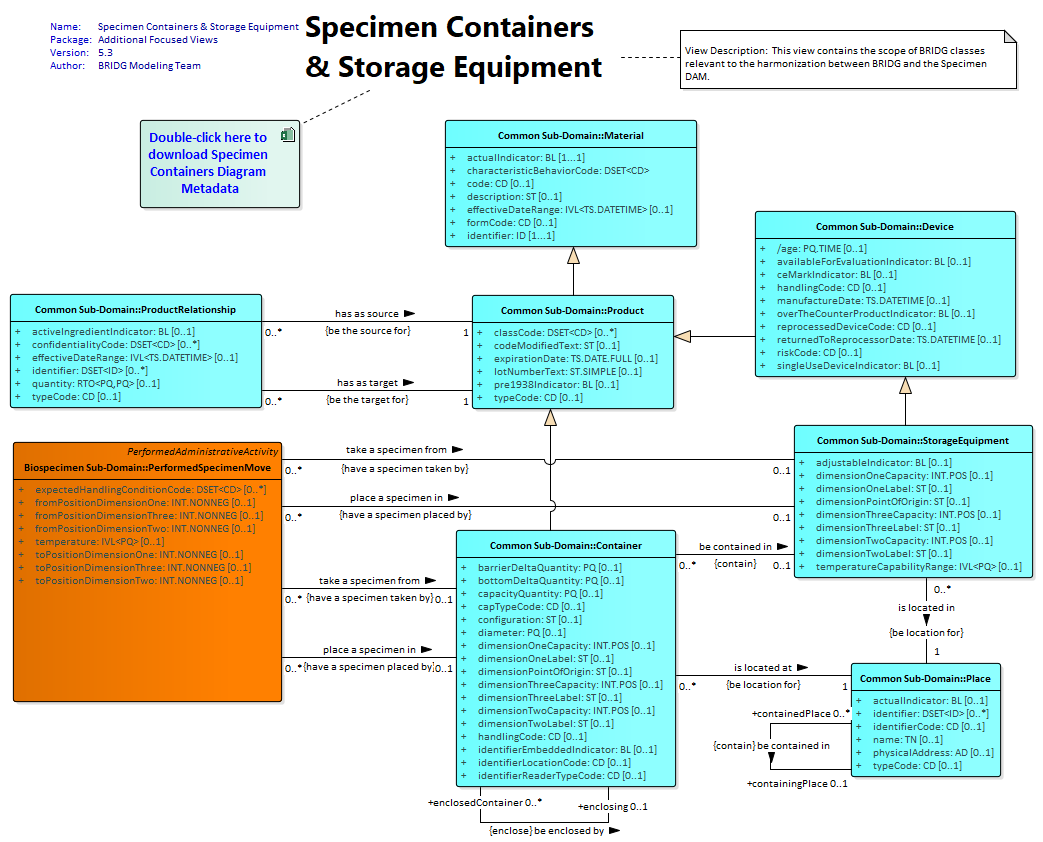 Name: Specimen Containers & Storage Equipment
Package: Additional Focused Views
Version: 5.3
Author: BRIDG Modeling Team
Specimen Containers
& Storage Equipment
View Description: This view contains the scope of BRIDG classes
relevant to the harmonization between BRIDG and the Specimen
DAM.
Double-click here to
download Specimen
Containers Diagram
Metadata
Common Sub-Domain::Material
+ actualIndicator: BL [1...1]
+ characteristicBehaviorCode: DSET<CD>
+ code: CD [0..1]
+ description: ST [0..1]
+ effectiveDateRange: IVL<TS.DATETIME> [0..1]
+ formCode: CD [0..1]
+ identifier: ID [1...1]
Common Sub-Domain::Device
+ /age: PQ.TIME [0..1]
+ availableForEvaluationIndicator: BL [0..1]
+ ceMarkIndicator: BL [0..1]
+ handlingCode: CD [0..1]
+ manufactureDate: TS.DATETIME [0..1]
+ overTheCounterProductIndicator: BL [0..1]
+ reprocessedDeviceCode: CD [0..1]
+ returnedToReprocessorDate: TS.DATETIME [0..1]
+ riskCode: CD [0..1]
+ singleUseDeviceIndicator: BL [0..1]
Common Sub-Domain::ProductRelationship
+ activeIngredientIndicator: BL [0..1]
+ confidentialityCode: DSET<CD> [0..*]
+ effectiveDateRange: IVL<TS.DATETIME> [0..1]
+ identifier: DSET<ID> [0..*]
+ quantity: RTO<PQ,PQ> [0..1]
+ typeCode: CD [0..1]
has as source
0..* {be the source for} 1
has as target
0..* {be the target for} 1
Common Sub-Domain::Product
+ classCode: DSET<CD> [0..*]
+ codeModifiedText: ST [0..1]
+ expirationDate: TS.DATE.FULL [0..1]
+ lotNumberText: ST.SIMPLE [0..1]
+ pre1938Indicator: BL [0..1]
+ typeCode: CD [0..1]
PerformedAdministrativeActivity
Biospecimen Sub-Domain::PerformedSpecimenMove
+ expectedHandlingConditionCode: DSET<CD> [0..*]
+ fromPositionDimensionOne: INT.NONNEG [0..1]
+ fromPositionDimensionThree: INT.NONNEG [0..1]
+ fromPositionDimensionTwo: INT.NONNEG [0..1]
+ temperature: IVL<PQ> [0..1]
+ toPositionDimensionOne: INT.NONNEG [0..1]
+ toPositionDimensionThree: INT.NONNEG [0..1]
+ toPositionDimensionTwo: INT.NONNEG [0..1]
take a specimen from
0..* {have a specimen taken by} 0..1
place a specimen in
0..* {have a specimen placed by} 0..1
take a specimen from
0..* {have a specimen taken by} 0..1
place a specimen in
0..* {have a specimen placed by} 0..1
Common Sub-Domain::StorageEquipment
+ adjustableIndicator: BL [0..1]
+ dimensionOneCapacity: INT.POS [0..1]
+ dimensionOneLabel: ST [0..1]
+ dimensionPointOfOrigin: ST [0..1]
+ dimensionThreeCapacity: INT.POS [0..1]
+ dimensionThreeLabel: ST [0..1]
+ dimensionTwoCapacity: INT.POS [0..1]
+ dimensionTwoLabel: ST [0..1]
+ temperatureCapabilityRange: IVL<PQ> [0..1]
Common Sub-Domain::Container
+ barrierDeltaQuantity: PQ [0..1]
+ bottomDeltaQuantity: PQ [0..1]
+ capacityQuantity: PQ [0..1]
+ capTypeCode: CD [0..1]
+ configuration: ST [0..1]
+ diameter: PQ [0..1]
+ dimensionOneCapacity: INT.POS [0..1]
+ dimensionOneLabel: ST [0..1]
+ dimensionPointOfOrigin: ST [0..1]
+ dimensionThreeCapacity: INT.POS [0..1]
+ dimensionThreeLabel: ST [0..1]
+ dimensionTwoCapacity: INT.POS [0..1]
+ dimensionTwoLabel: ST [0..1]
+ handlingCode: CD [0..1]
+ identifierEmbeddedIndicator: BL [0..1]
+ identifierLocationCode: CD [0..1]
+ identifierReaderTypeCode: CD [0..1]
be contained in
0..* {contain} 0..1
0..*
is located in
{be location for}
1
is located at
0..* {be location for} 1
Common Sub-Domain::Place
+ actualIndicator: BL [0..1]
+ identifier: DSET<ID> [0..*]
+ identifierCode: CD [0..1]
+ name: TN [0..1]
+ physicalAddress: AD [0..1]
+ typeCode: CD [0..1]
+containedPlace 0..*
{contain} be contained in
+containingPlace 0..1
+enclosedContainer 0..*
+enclosing 0..1
{enclose} be enclosed by